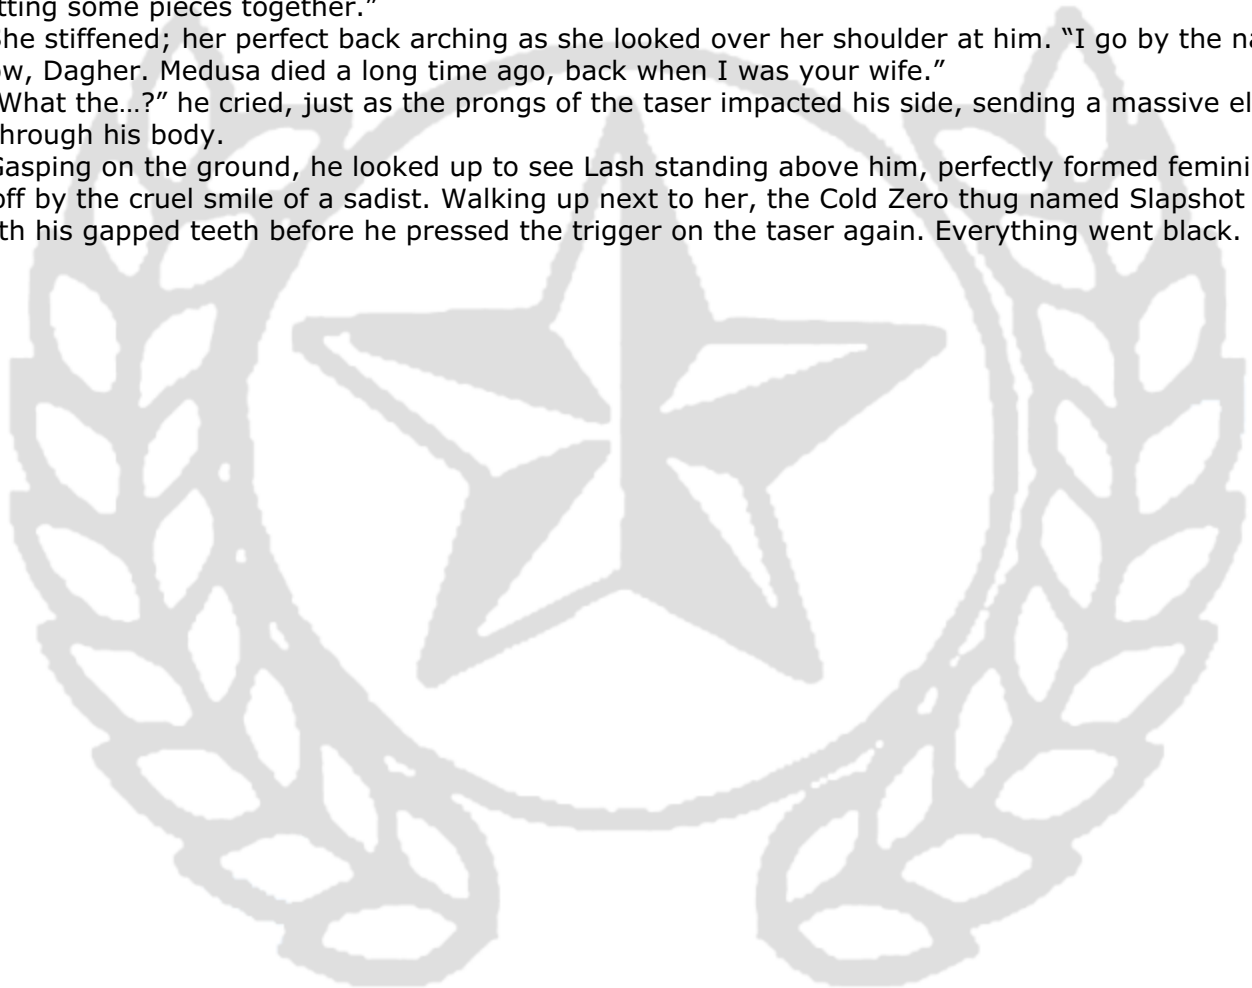 tting some pieces together.”
She stiffened; her perfect back arching as she looked over her shoulder at him. “I go by the na
ow, Dagher. Medusa died a long time ago, back when I was your wife.”
What the…?” he cried, just as the prongs of the taser impacted his side, sending a massive el
hrough his body.
Gasping on the ground, he looked up to see Lash standing above him, perfectly formed femini
off by the cruel smile of a sadist. Walking up next to her, the Cold Zero thug named Slapshot
th his gapped teeth before he pressed the trigger on the taser again. Everything went black.